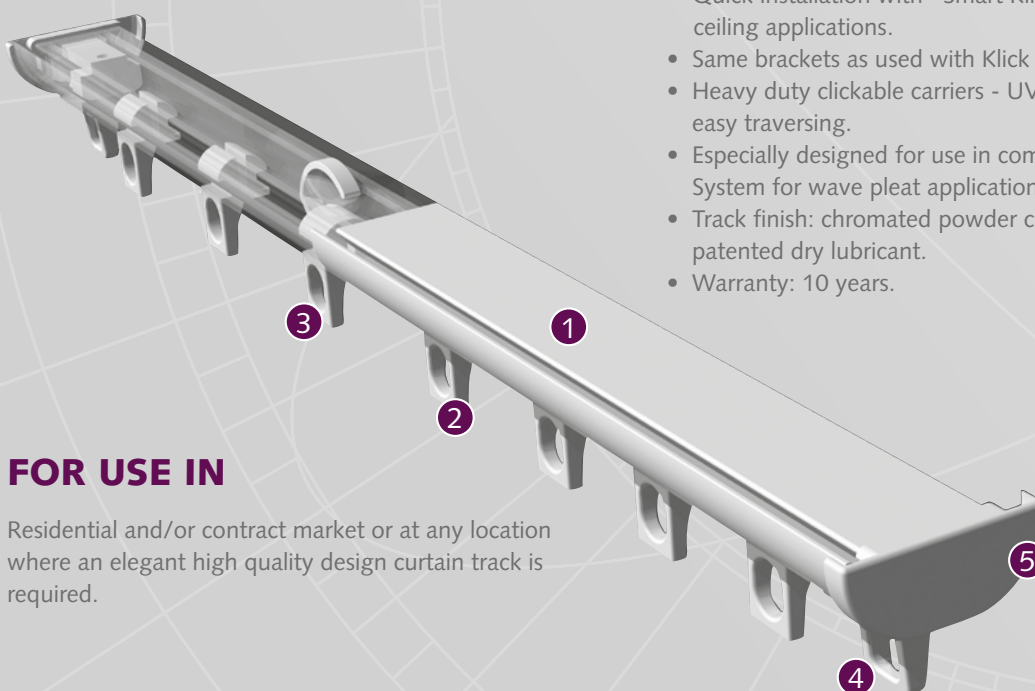 ceiling applications.
• Same brackets as used with Klick
• Heavy duty clickable carriers - UV
easy traversing.
• Especially designed for use in com
System for wave pleat application
• Track finish: chromated powder c
patented dry lubricant.
• Warranty: 10 years.
1
3
2
FOR USE IN
Residential and/or contract market or at any location
where an elegant high quality design curtain track is
required.
5
4